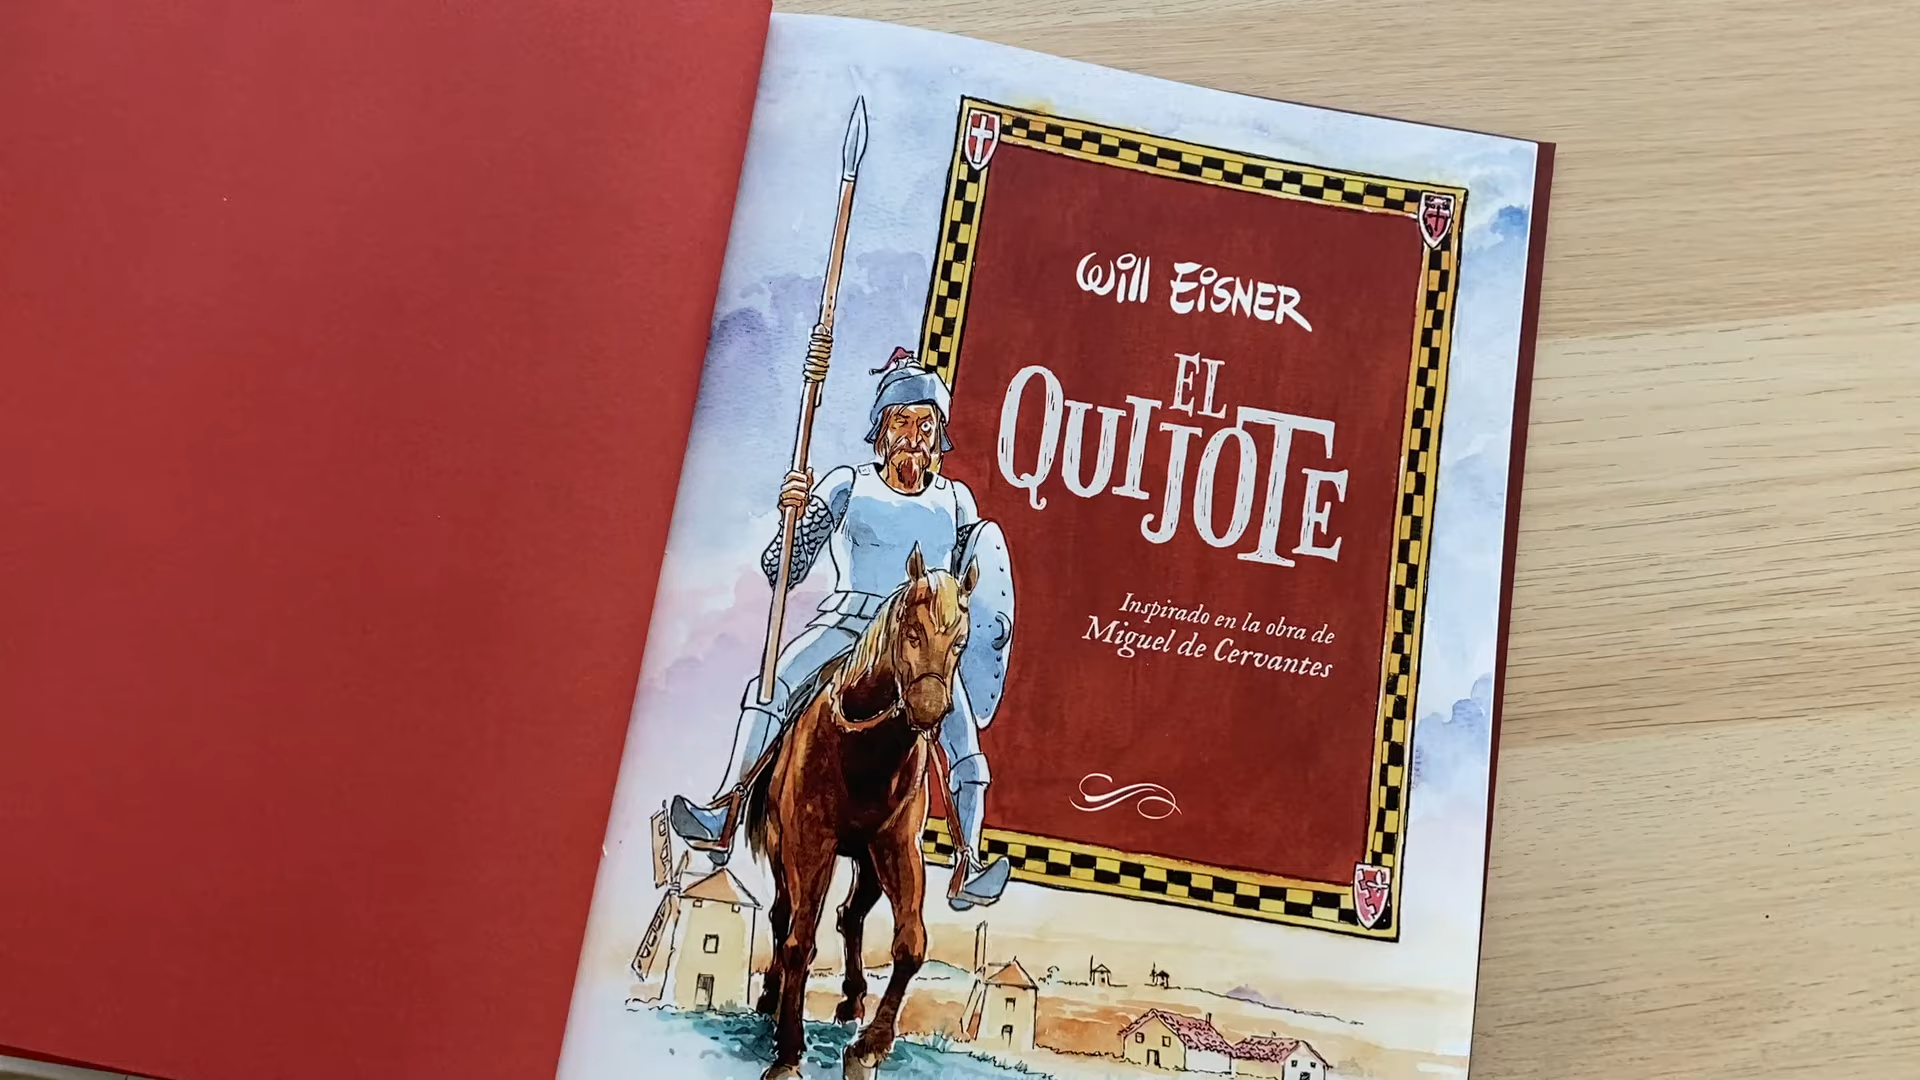 Will Eisner
EL
QUIJOTE
Inspirado en la obra de
Miguel de Cervantes